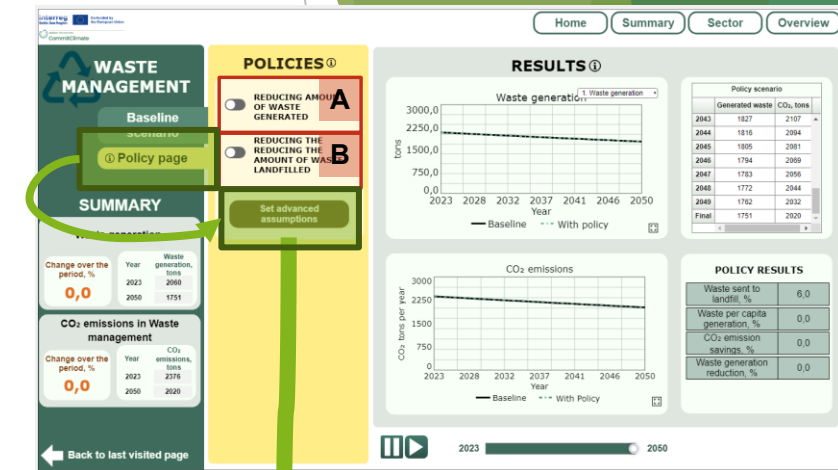 Interreg
Co-funded by
the European Union
CommitClimate
Home
Summary
Sector
Overview
WASTE
MANAGEMENT
Baseline
scenario
Policy page
SUMMARY
Waste generation
Change over the
period, %
0,0
Year
Waste
generation,
tons
2023 2060
2050 1751
CO₂ emissions in Waste
management
Change over the
period, %
0,0
Year
CO₂
emissions,
tons
2023 2376
2050 2020
Back to last visited page
POLICIES
REDUCING AMOUNT
OF WASTE
GENERATED
A
REDUCING THE
REDUCING THE
AMOUNT OF WASTE
LANDFILLED
B
Set advanced
assumptions
RESULTS
Waste generation
1. Waste generation
tons
3000,0
2250,0
1500,0
750,0
0,0
2023 2028 2032 2037 2041 2046 2050
Year
Baseline With policy
Policy scenario
Generated waste CO₂, tons
2043 1827 2107
2044 1816 2094
2045 1805 2081
2046 1794 2069
2047 1783 2056
2048 1772 2044
2049 1762 2032
Final 1751 2020
CO₂ emissions
CO₂ tons per year
3000
2250
1500
750
0
2023 2028 2032 2037 2041 2046 2050
Year
Baseline With Policy
POLICY RESULTS
Waste sent to
landfill, % 6,0
Waste per capita
generation, % 0,0
CO₂ emission
savings, % 0,0
Waste generation
reduction, % 0,0
2023 2050